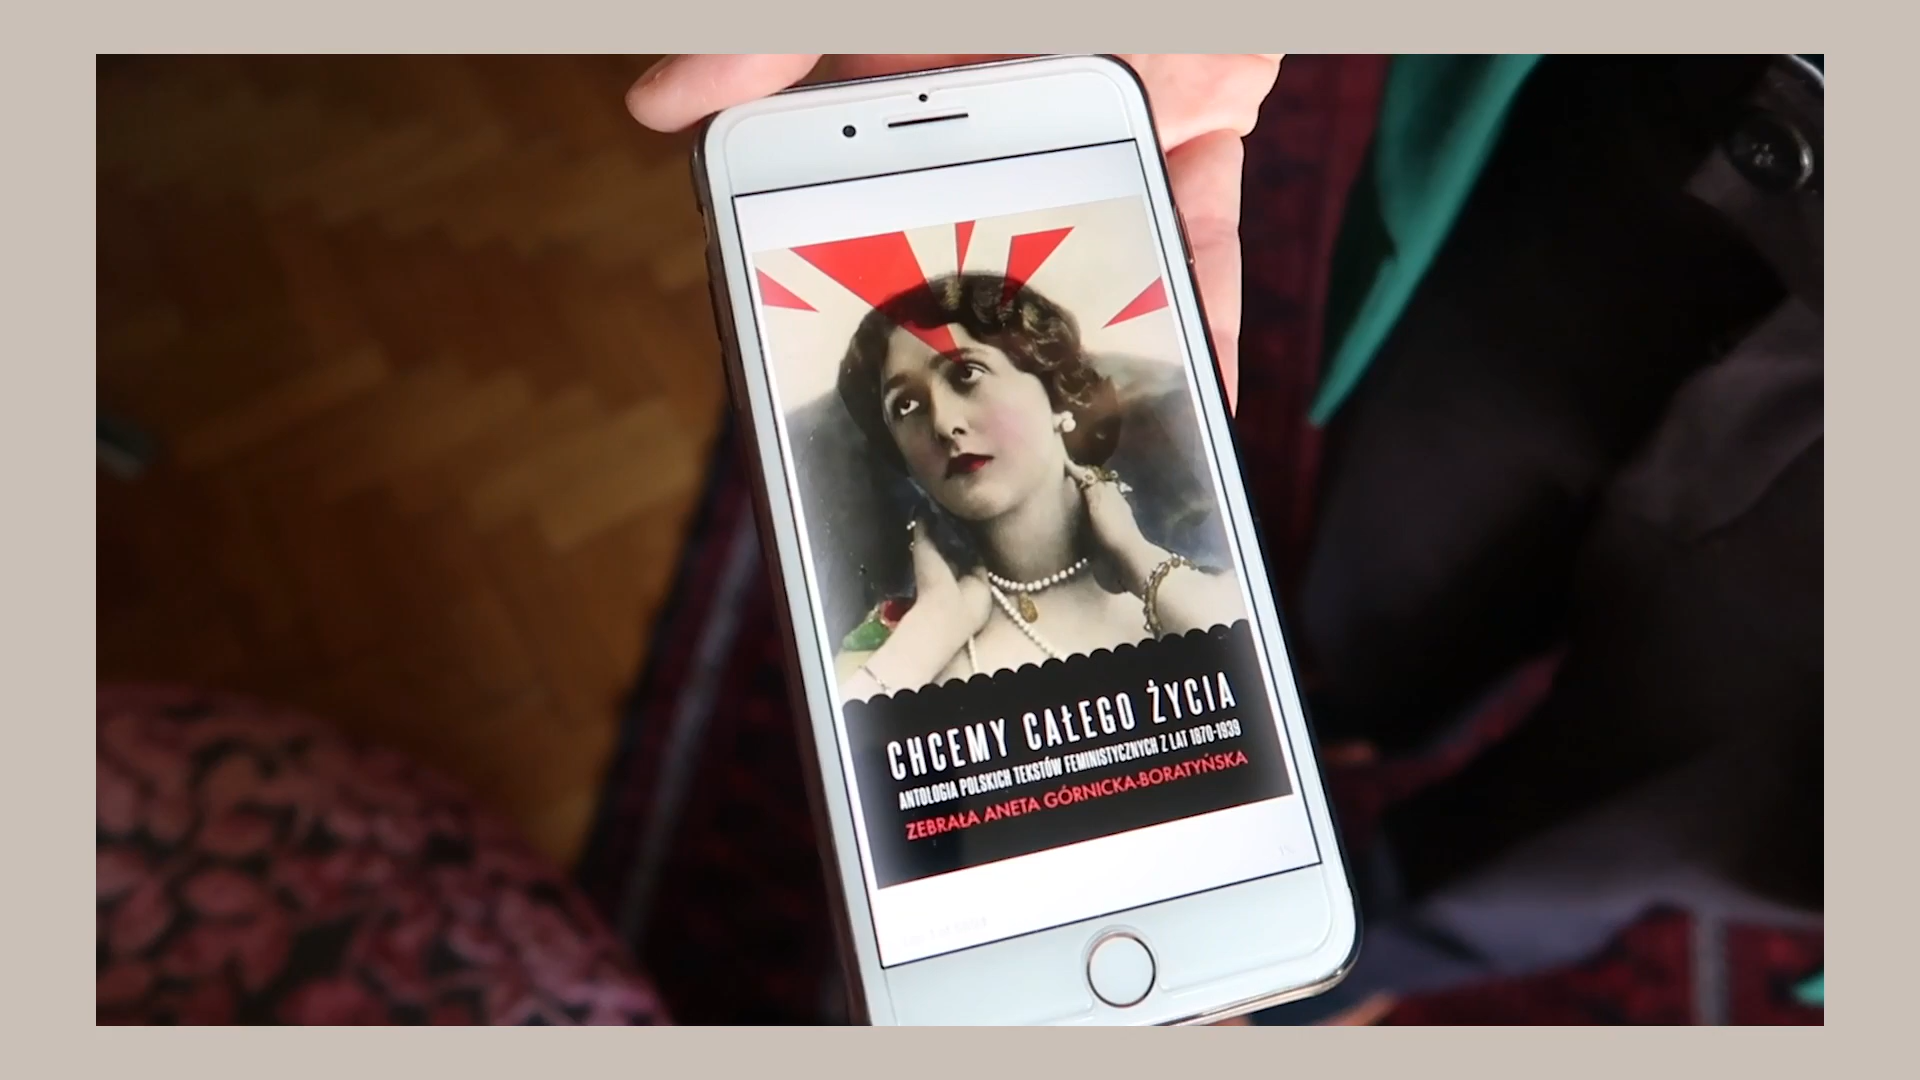 CHCEMY CAŁEGO ŻYCIA
ANTOLOGIA POLSKICH TEKSTÓW FEMINISTYCZNYCH Z LAT 1870-1939
ZEBRAŁA ANETA GÓRNICKA-BORATYŃSKA